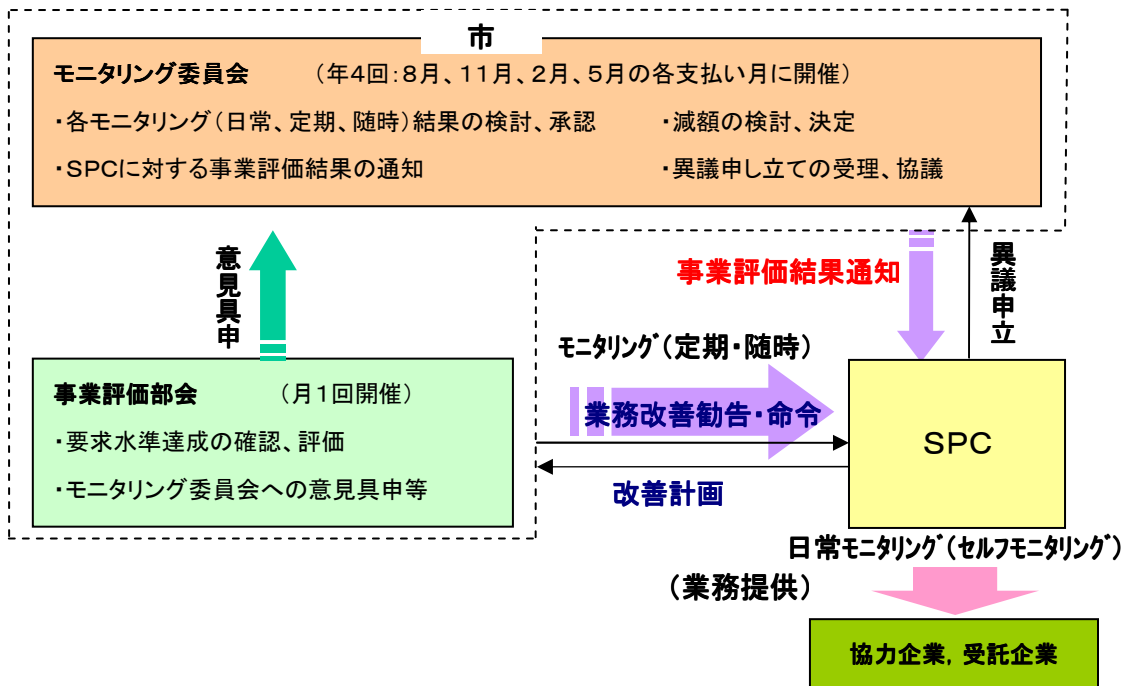 市
モニタリング委員会　　（年4回：8月、11月、2月、5月の各支払い月に開催）
・各モニタリング（日常、定期、随時）結果の検討、承認　　・減額の検討、決定
・SPCに対する事業評価結果の通知　　・異議申し立ての受理、協議
意見具申
事業評価結果通知
異議申立
モニタリング（定期・随時）
事業評価部会　　（月1回開催）
・要求水準達成の確認、評価
・モニタリング委員会への意見具申等
業務改善勧告・命令
改善計画
SPC
日常モニタリング（セルフモニタリング）
（業務提供）
協力企業，受託企業